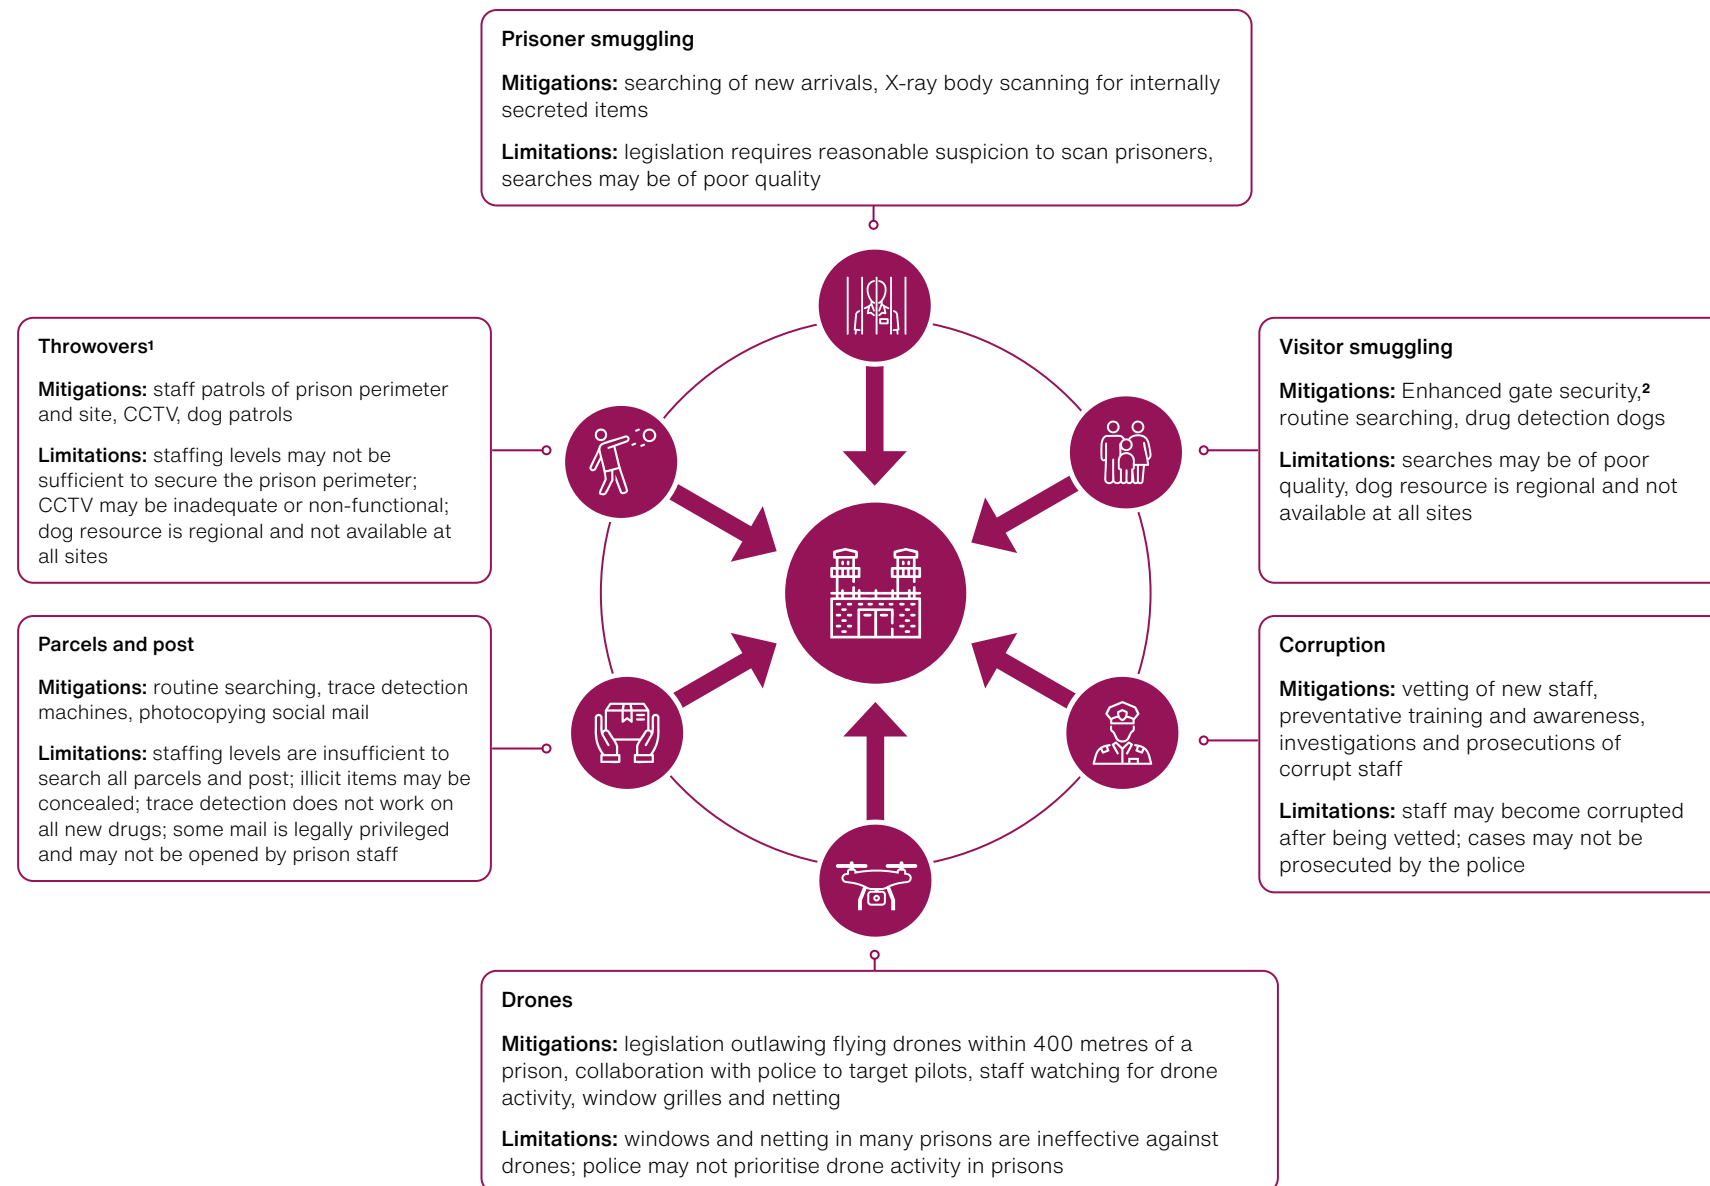 Prisoner smuggling
Mitigations: searching of new arrivals, X-ray body scanning for internally
secreted items
Limitations: legislation requires reasonable suspicion to scan prisoners,
searches may be of poor quality
Throwovers¹
Mitigations: staff patrols of prison perimeter
and site, CCTV, dog patrols
Limitations: staffing levels may not be
sufficient to secure the prison perimeter;
CCTV may be inadequate or non-functional;
dog resource is regional and not available at
all sites
Visitor smuggling
Mitigations: Enhanced gate security,²
routine searching, drug detection dogs
Limitations: searches may be of poor
quality, dog resource is regional and not
available at all sites
Parcels and post
Mitigations: routine searching, trace detection
machines, photocopying social mail
Limitations: staffing levels are insufficient to
search all parcels and post; illicit items may be
concealed; trace detection does not work on
all new drugs; some mail is legally privileged
and may not be opened by prison staff
Corruption
Mitigations: vetting of new staff,
preventative training and awareness,
investigations and prosecutions of
corrupt staff
Limitations: staff may become corrupted
after being vetted; cases may not be
prosecuted by the police
Drones
Mitigations: legislation outlawing flying drones within 400 metres of a
prison, collaboration with police to target pilots, staff watching for drone
activity, window grilles and netting
Limitations: windows and netting in many prisons are ineffective against
drones; police may not prioritise drone activity in prisons